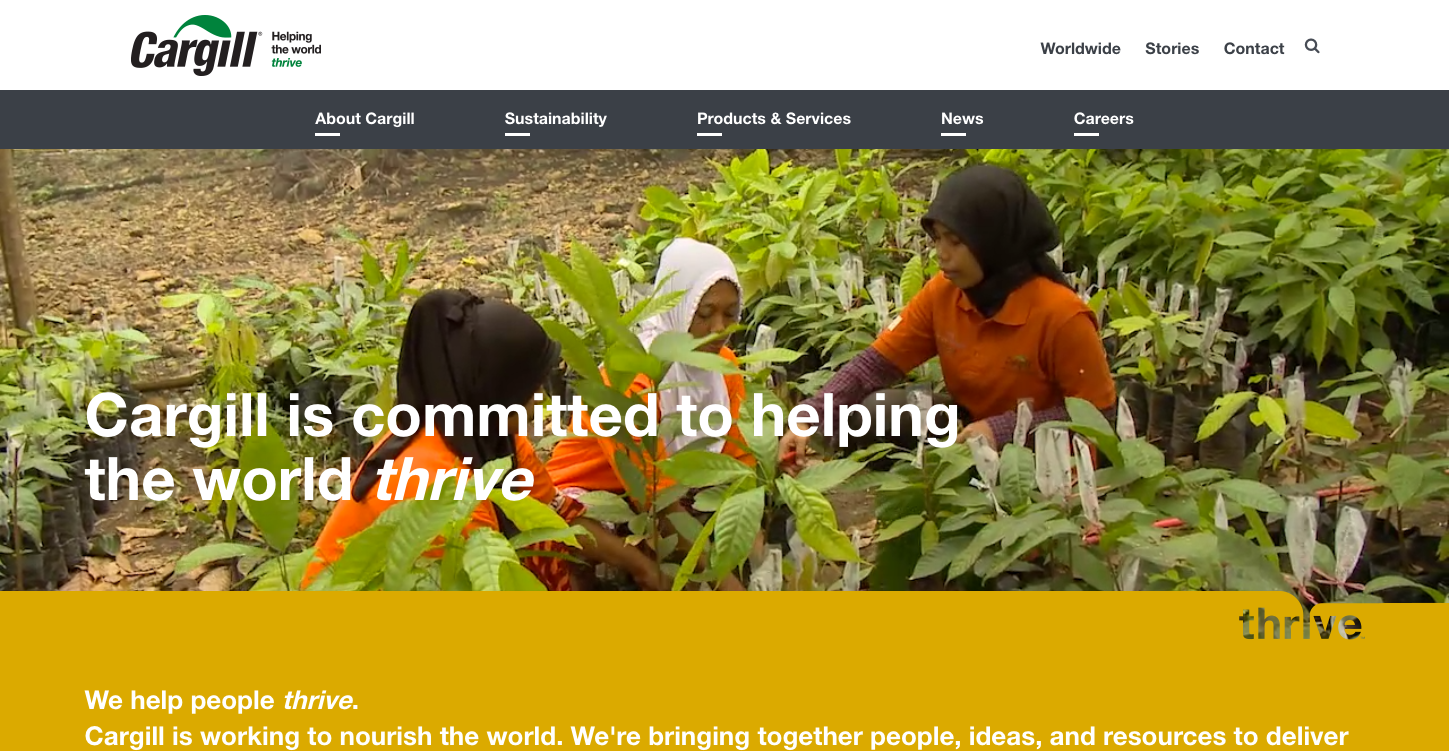 Cargill® Helping
the world
thrive
Worldwide Stories Contact
About Cargill Sustainability Products & Services News Careers
Cargill is committed to helping
the world thrive
thrive
We help people thrive.
Cargill is working to nourish the world. We're bringing together people, ideas, and resources to deliver